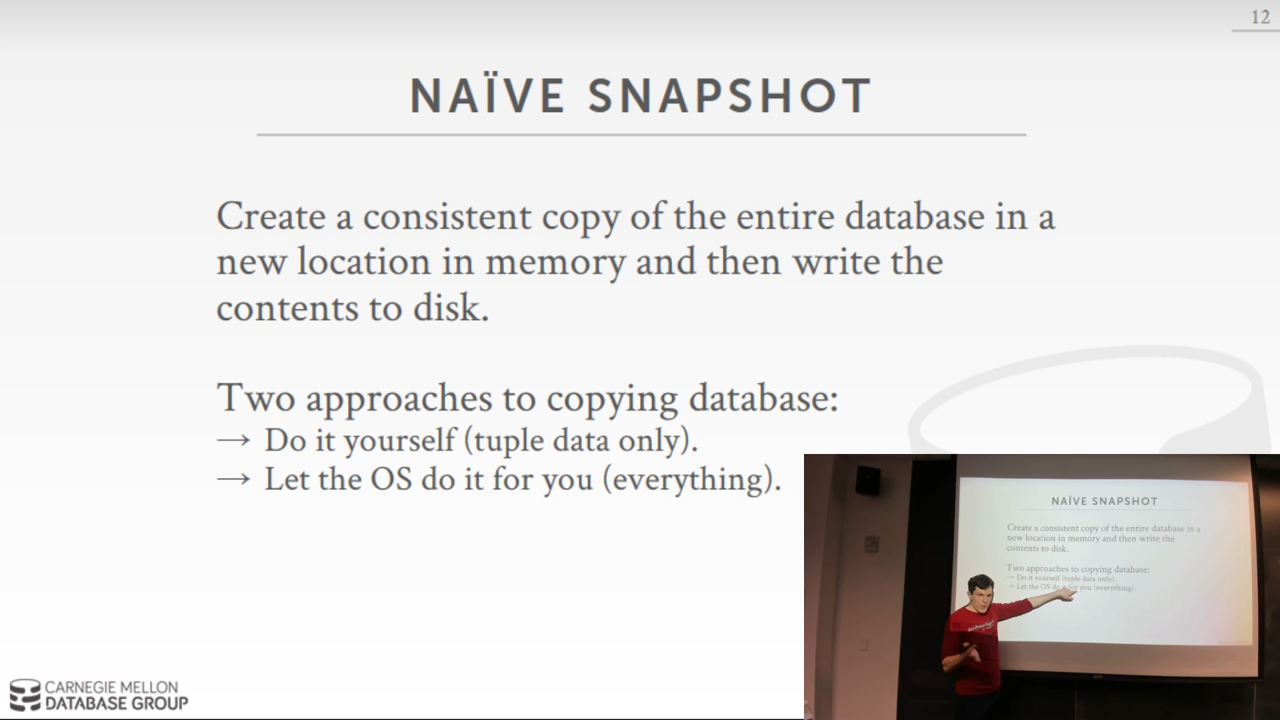 12
NAÏVE SNAPSHOT
Create a consistent copy of the entire database in a
new location in memory and then write the
contents to disk.
Two approaches to copying database:
→ Do it yourself (tuple data only).
→ Let the OS do it for you (everything).
CARNEGIE MELLON
DATABASE GROUP
NAÏVE SNAPSHOT
Create a consistent copy of the entire database in a
new location in memory and then write the
contents to disk.
Two approaches to copying database:
→ Do it yourself (tuple data only).
→ Let the OS do it for you (everything).